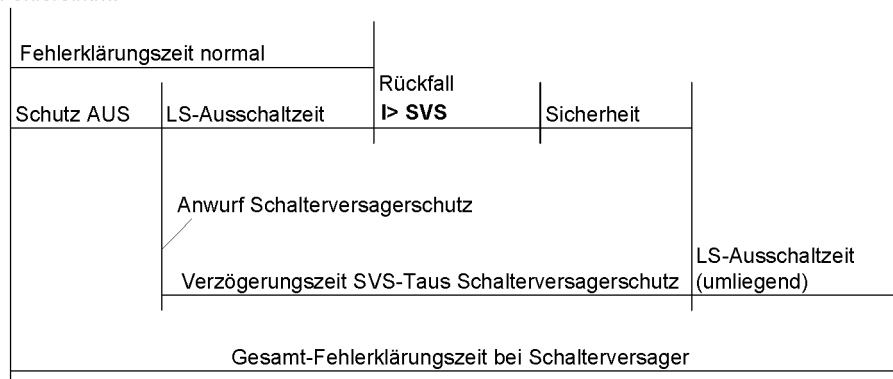 Fehlerklärungszeit normal
Rückfall
Schutz AUS LS-Ausschaltzeit I> SVS Sicherheit
Anwurf Schalterversagerschutz
LS-Ausschaltzeit
Verzögerungszeit SVS-Taus Schalterversagerschutz (umliegend)
Gesamt-Fehlerklärungszeit bei Schalterversager